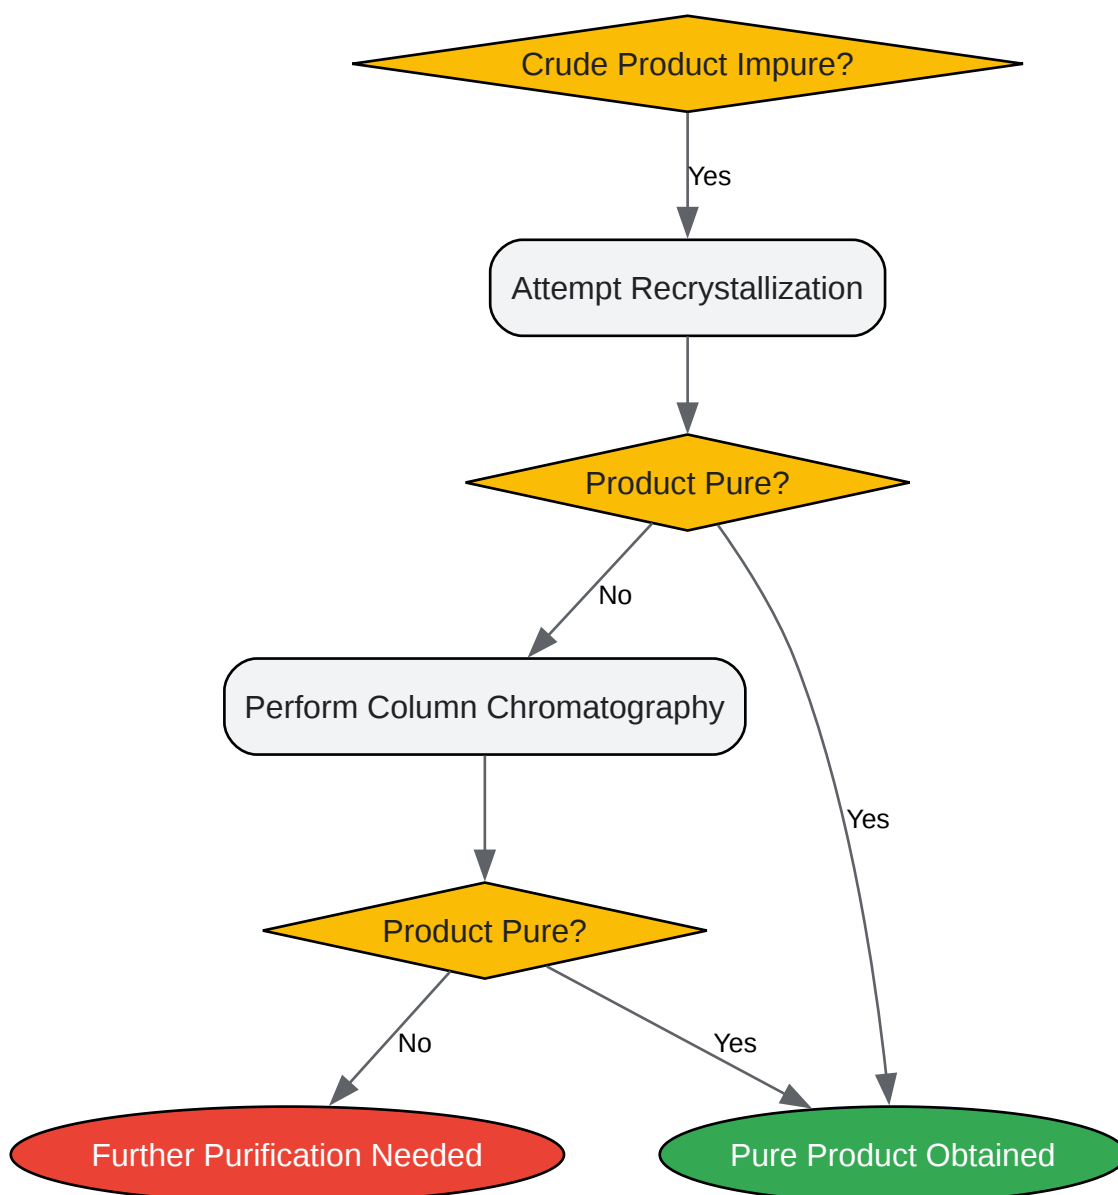 Crude Product Impure?
Yes
Attempt Recrystallization
Product Pure?
No
Perform Column Chromatography
Yes
Product Pure?
No
Yes
Further Purification Needed
Pure Product Obtained